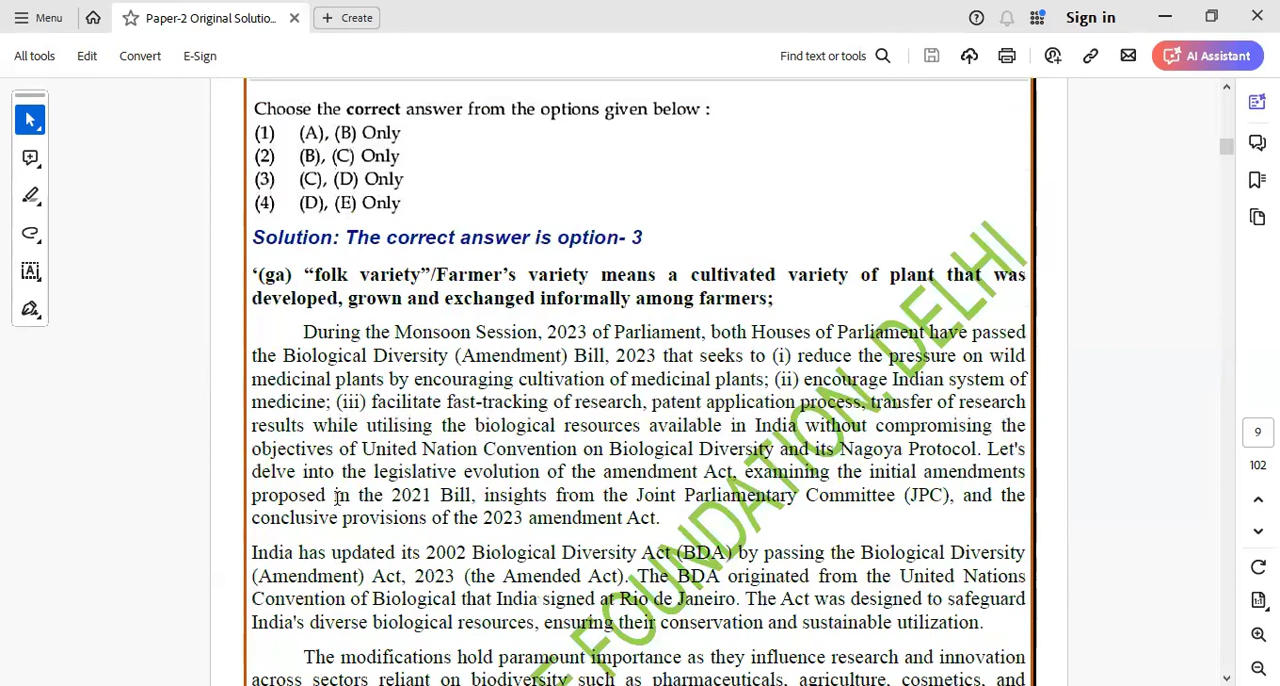 Menu
Paper-2 Original Solutio...
Create
Sign in
All tools
Edit
Convert
E-Sign
Find text or tools
AI Assistant
Choose the correct answer from the options given below :
(1) (A), (B) Only
(2) (B), (C) Only
(3) (C), (D) Only
(4) (D), (E) Only
Solution: The correct answer is option- 3
‘(ga) “folk variety”/Farmer’s variety means a cultivated variety of plant that was
developed, grown and exchanged informally among farmers;
During the Monsoon Session, 2023 of Parliament, both Houses of Parliament have passed
the Biological Diversity (Amendment) Bill, 2023 that seeks to (i) reduce the pressure on wild
medicinal plants by encouraging cultivation of medicinal plants; (ii) encourage Indian system of
medicine; (iii) facilitate fast-tracking of research, patent application process, transfer of research
results while utilising the biological resources available in India without compromising the
objectives of United Nation Convention on Biological Diversity and its Nagoya Protocol. Let's
delve into the legislative evolution of the amendment Act, examining the initial amendments
proposed in the 2021 Bill, insights from the Joint Parliamentary Committee (JPC), and the
conclusive provisions of the 2023 amendment Act.
India has updated its 2002 Biological Diversity Act (BDA) by passing the Biological Diversity
(Amendment) Act, 2023 (the Amended Act). The BDA originated from the United Nations
Convention of Biological that India signed at Rio de Janeiro. The Act was designed to safeguard
India's diverse biological resources, ensuring their conservation and sustainable utilization.
The modifications hold paramount importance as they influence research and innovation
across sectors reliant on biodiversity such as pharmaceuticals, agriculture, cosmetics, and
E FOUNDATION, DELHI
9
102